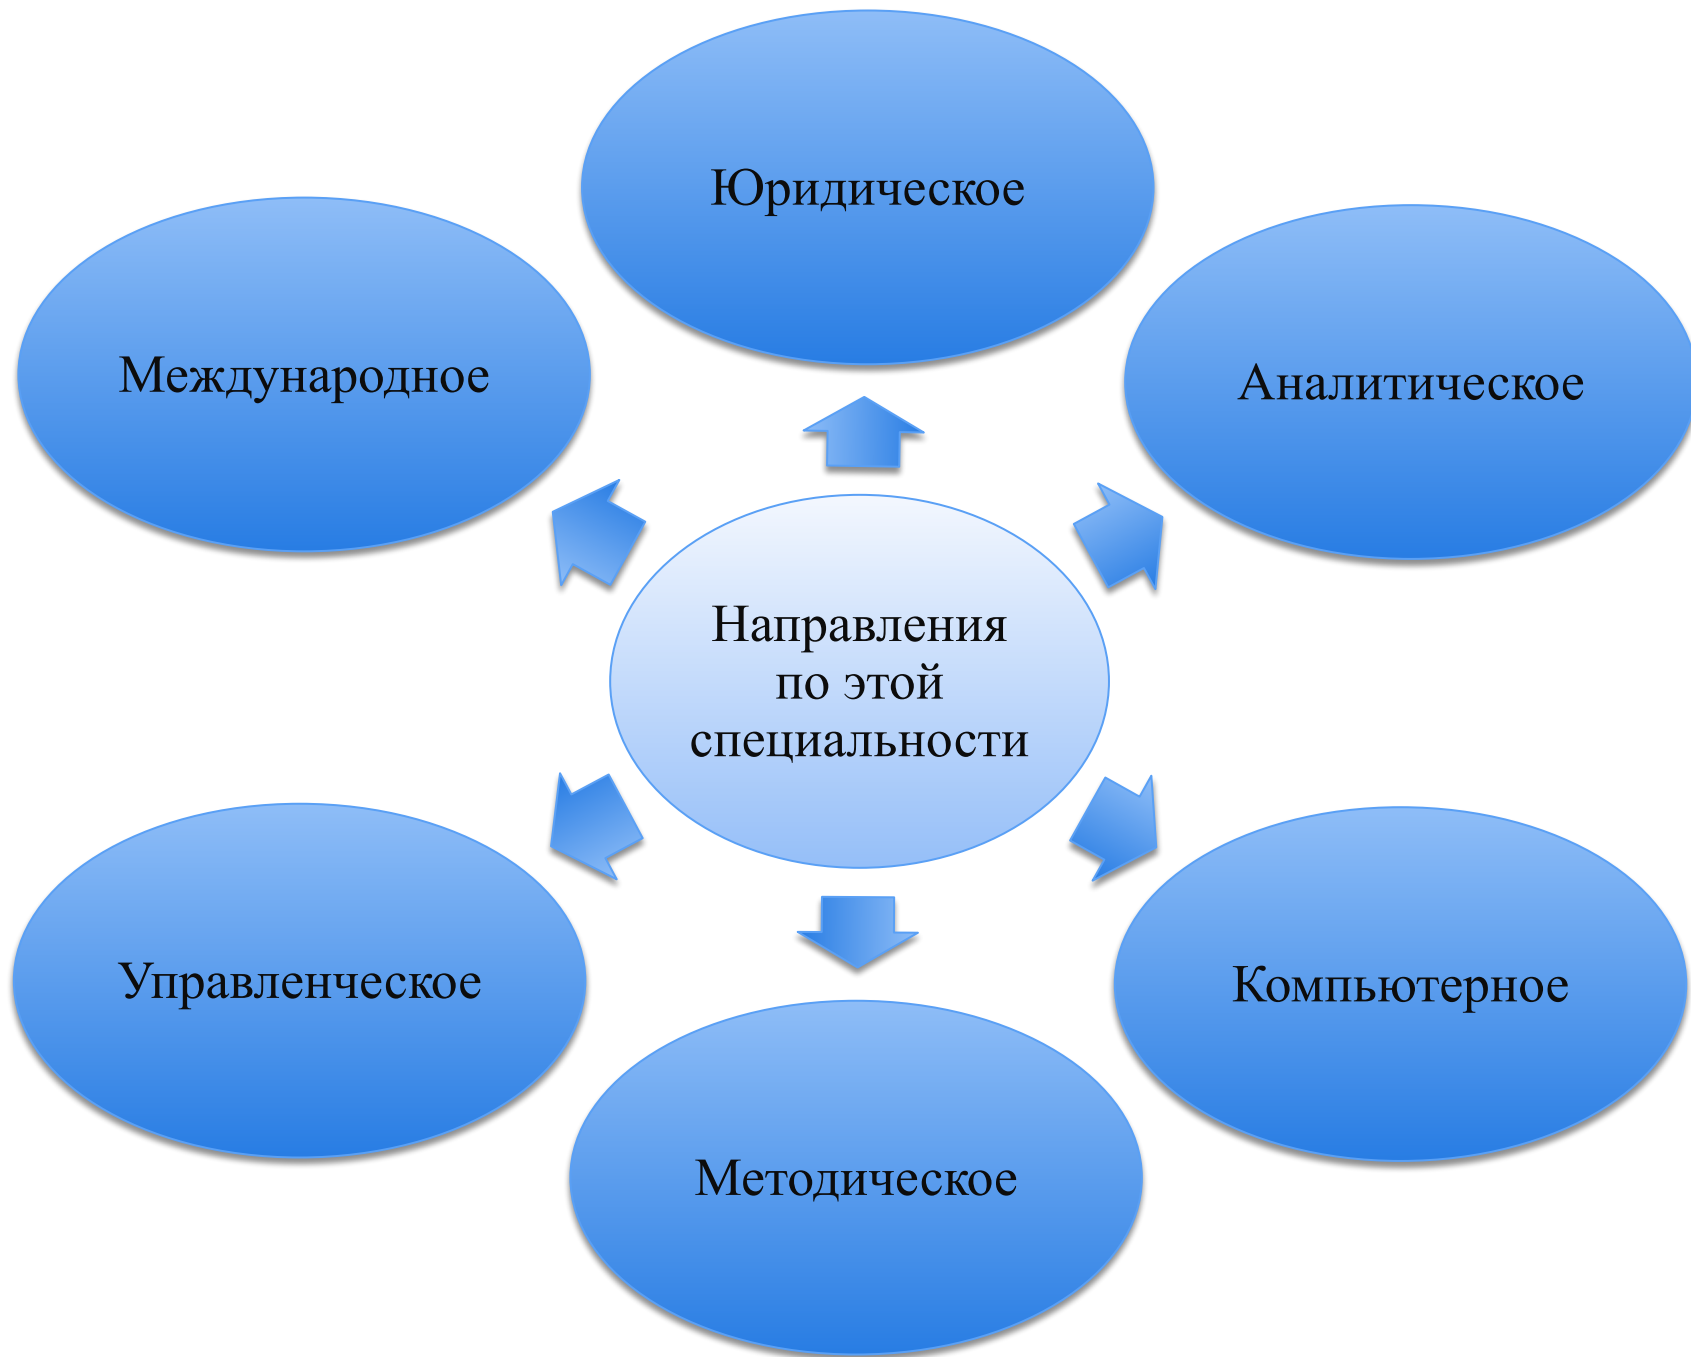 Юридическое
Международное
Аналитическое
Направления
по этой
специальности
Управленческое
Компьютерное
Методическое